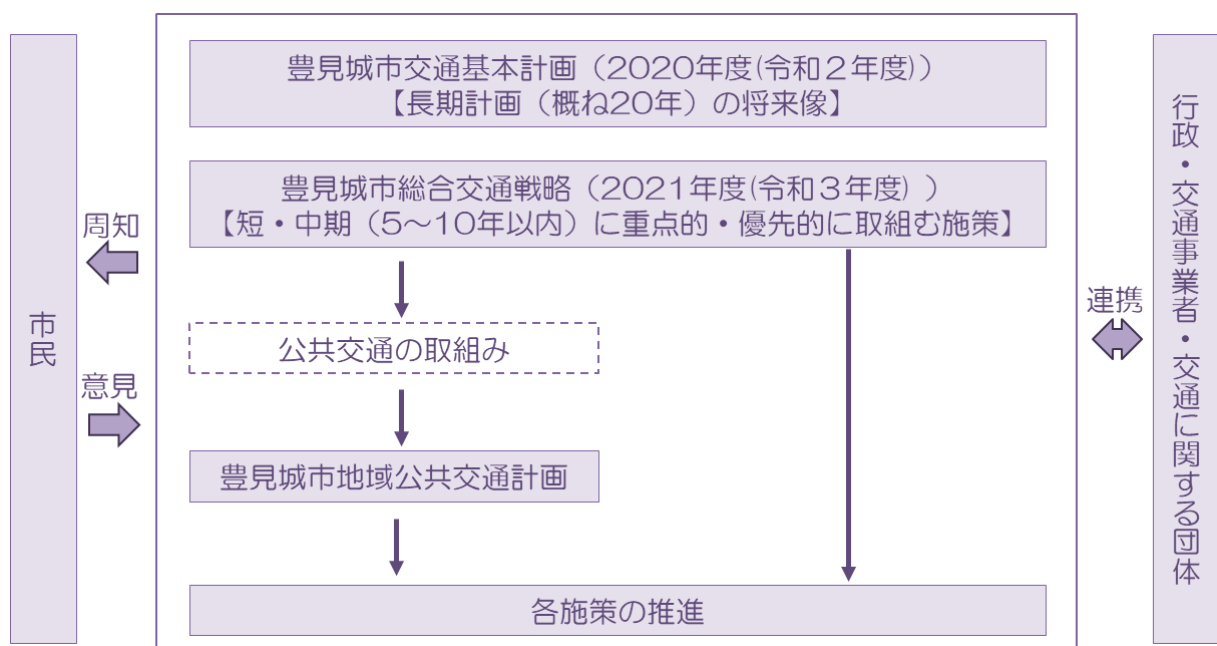 豊見城市交通基本計画（2020年度(令和２年度)）
【長期計画（概ね20年）の将来像】
豊見城市総合交通戦略（2021年度(令和３年度) ）
【短・中期（5～10年以内）に重点的・優先的に取組む施策】
周知
市民
意見
公共交通の取組み
豊見城市地域公共交通計画
各施策の推進
連携
行政・交通事業者・交通に関する団体